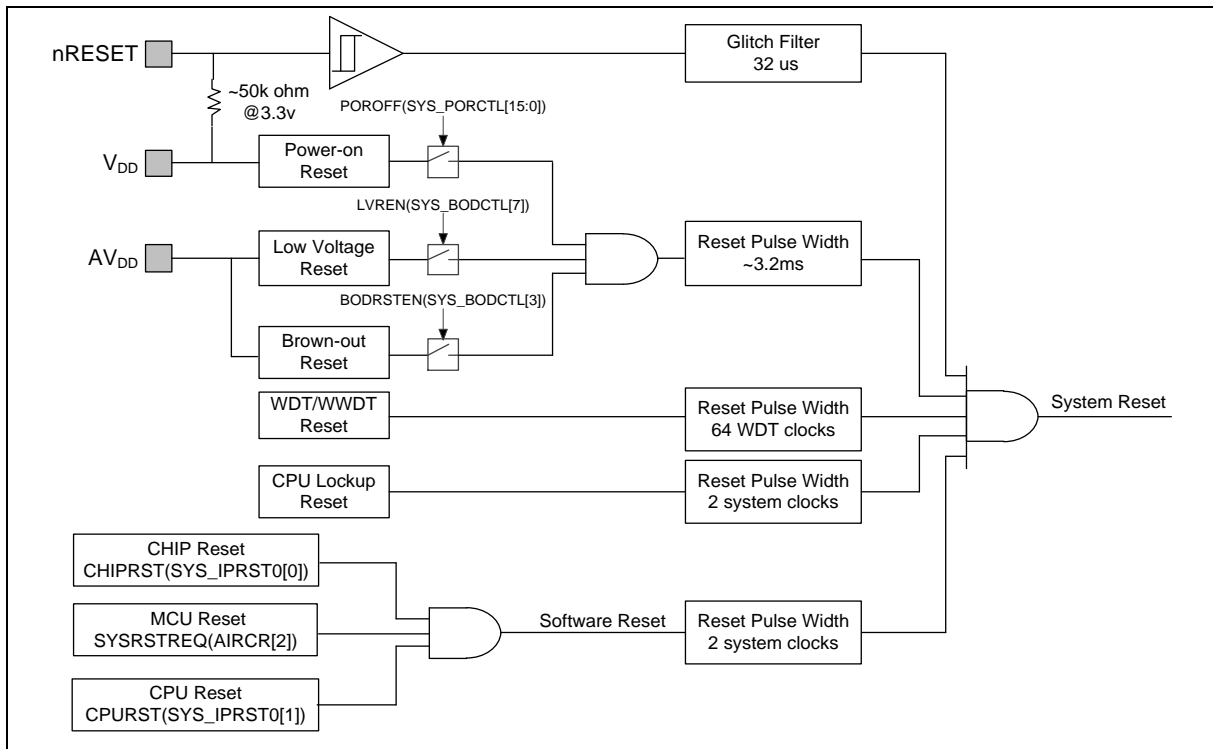 nRESET
~50k ohm
@3.3v
Glitch Filter
32 us
POROFF(SYS_PORCTL[15:0])
VDD
Power-on
Reset
LVREN(SYS_BODCTL[7])
AVDD
Low Voltage
Reset
Reset Pulse Width
~3.2ms
BODRSTEN(SYS_BODCTL[3])
Brown-out
Reset
WDT/WWDT
Reset
Reset Pulse Width
64 WDT clocks
System Reset
CPU Lockup
Reset
Reset Pulse Width
2 system clocks
CHIP Reset
CHIPRST(SYS_IPRST0[0])
MCU Reset
SYSRSTREQ(AIRCR[2])
Software Reset
Reset Pulse Width
2 system clocks
CPU Reset
CPURST(SYS_IPRST0[1])